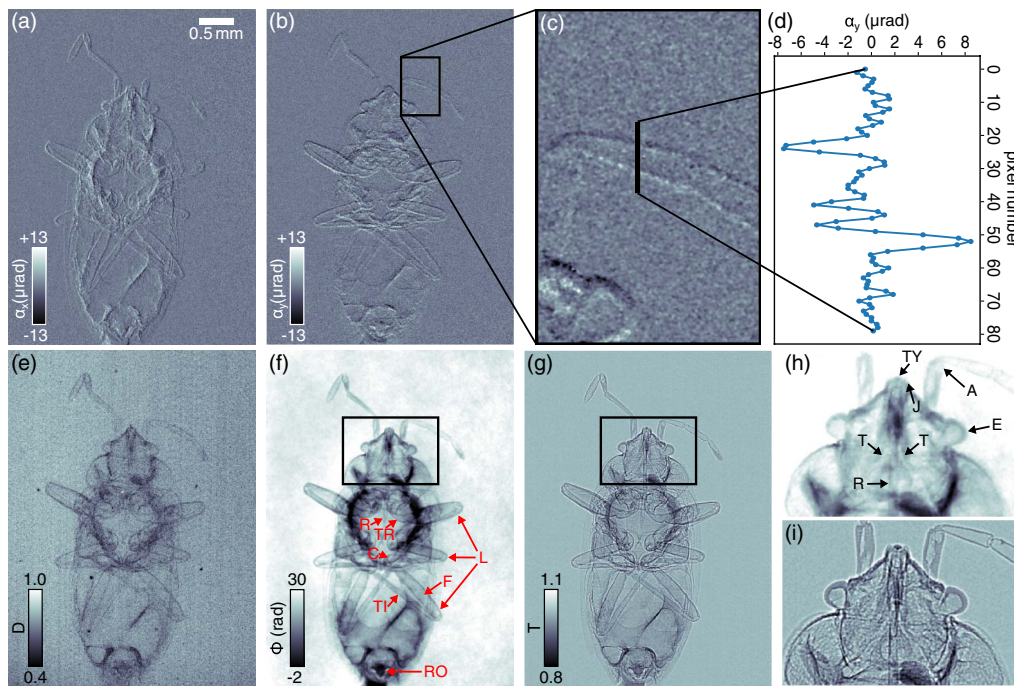 (a)
0.5 mm
+13
αx(µrad)
-13
(b)
+13
αy(µrad)
-13
(c)
(d)
αy (µrad)
-8 -6 -4 -2 0 2 4 6 8
0
10
20
30
40
50
60
70
80
pixel number
(e)
1.0
D
0.4
(f)
R
TR
C
L
F
TI
RO
30
Φ (rad)
-2
(g)
1.1
T
0.8
(h)
TY
A
J
E
T
T
R
(i)